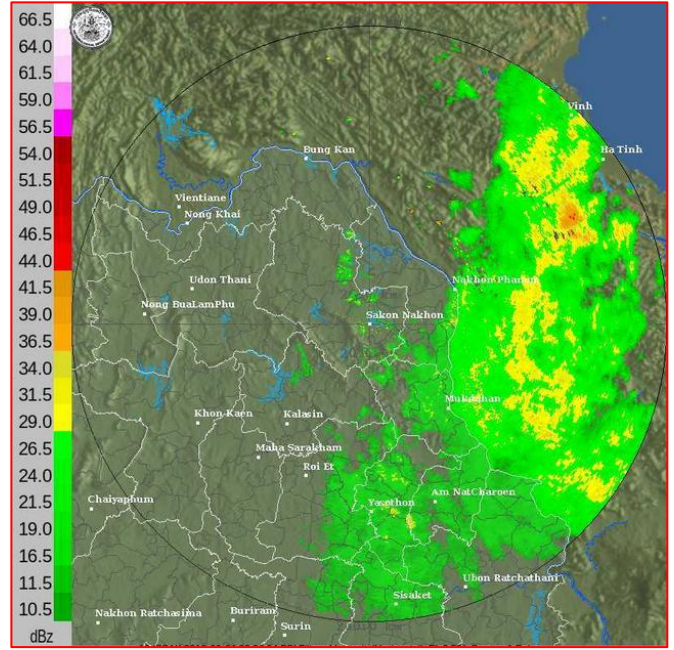 66.5
64.0
61.5
59.0
56.5
54.0
51.5
49.0
46.5
44.0
41.5
39.0
36.5
34.0
31.5
29.0
26.5
24.0
21.5
19.0
16.5
11.5
10.5
dBz
Vinh
Ha Tinh
Bung Kan
Vientiane
Nong Khai
Udon Thani
Nakhon Phanom
Nong BuaLamPhu
Sakon Nakhon
Mukdahan
Khon Kaen
Kalasin
Maha Sarakham
Roi Et
Chaiyaphum
Yasothon
Am NatCharoen
Ubon Ratchathani
Sisaket
Nakhon Ratchasima
Buriram
Surin